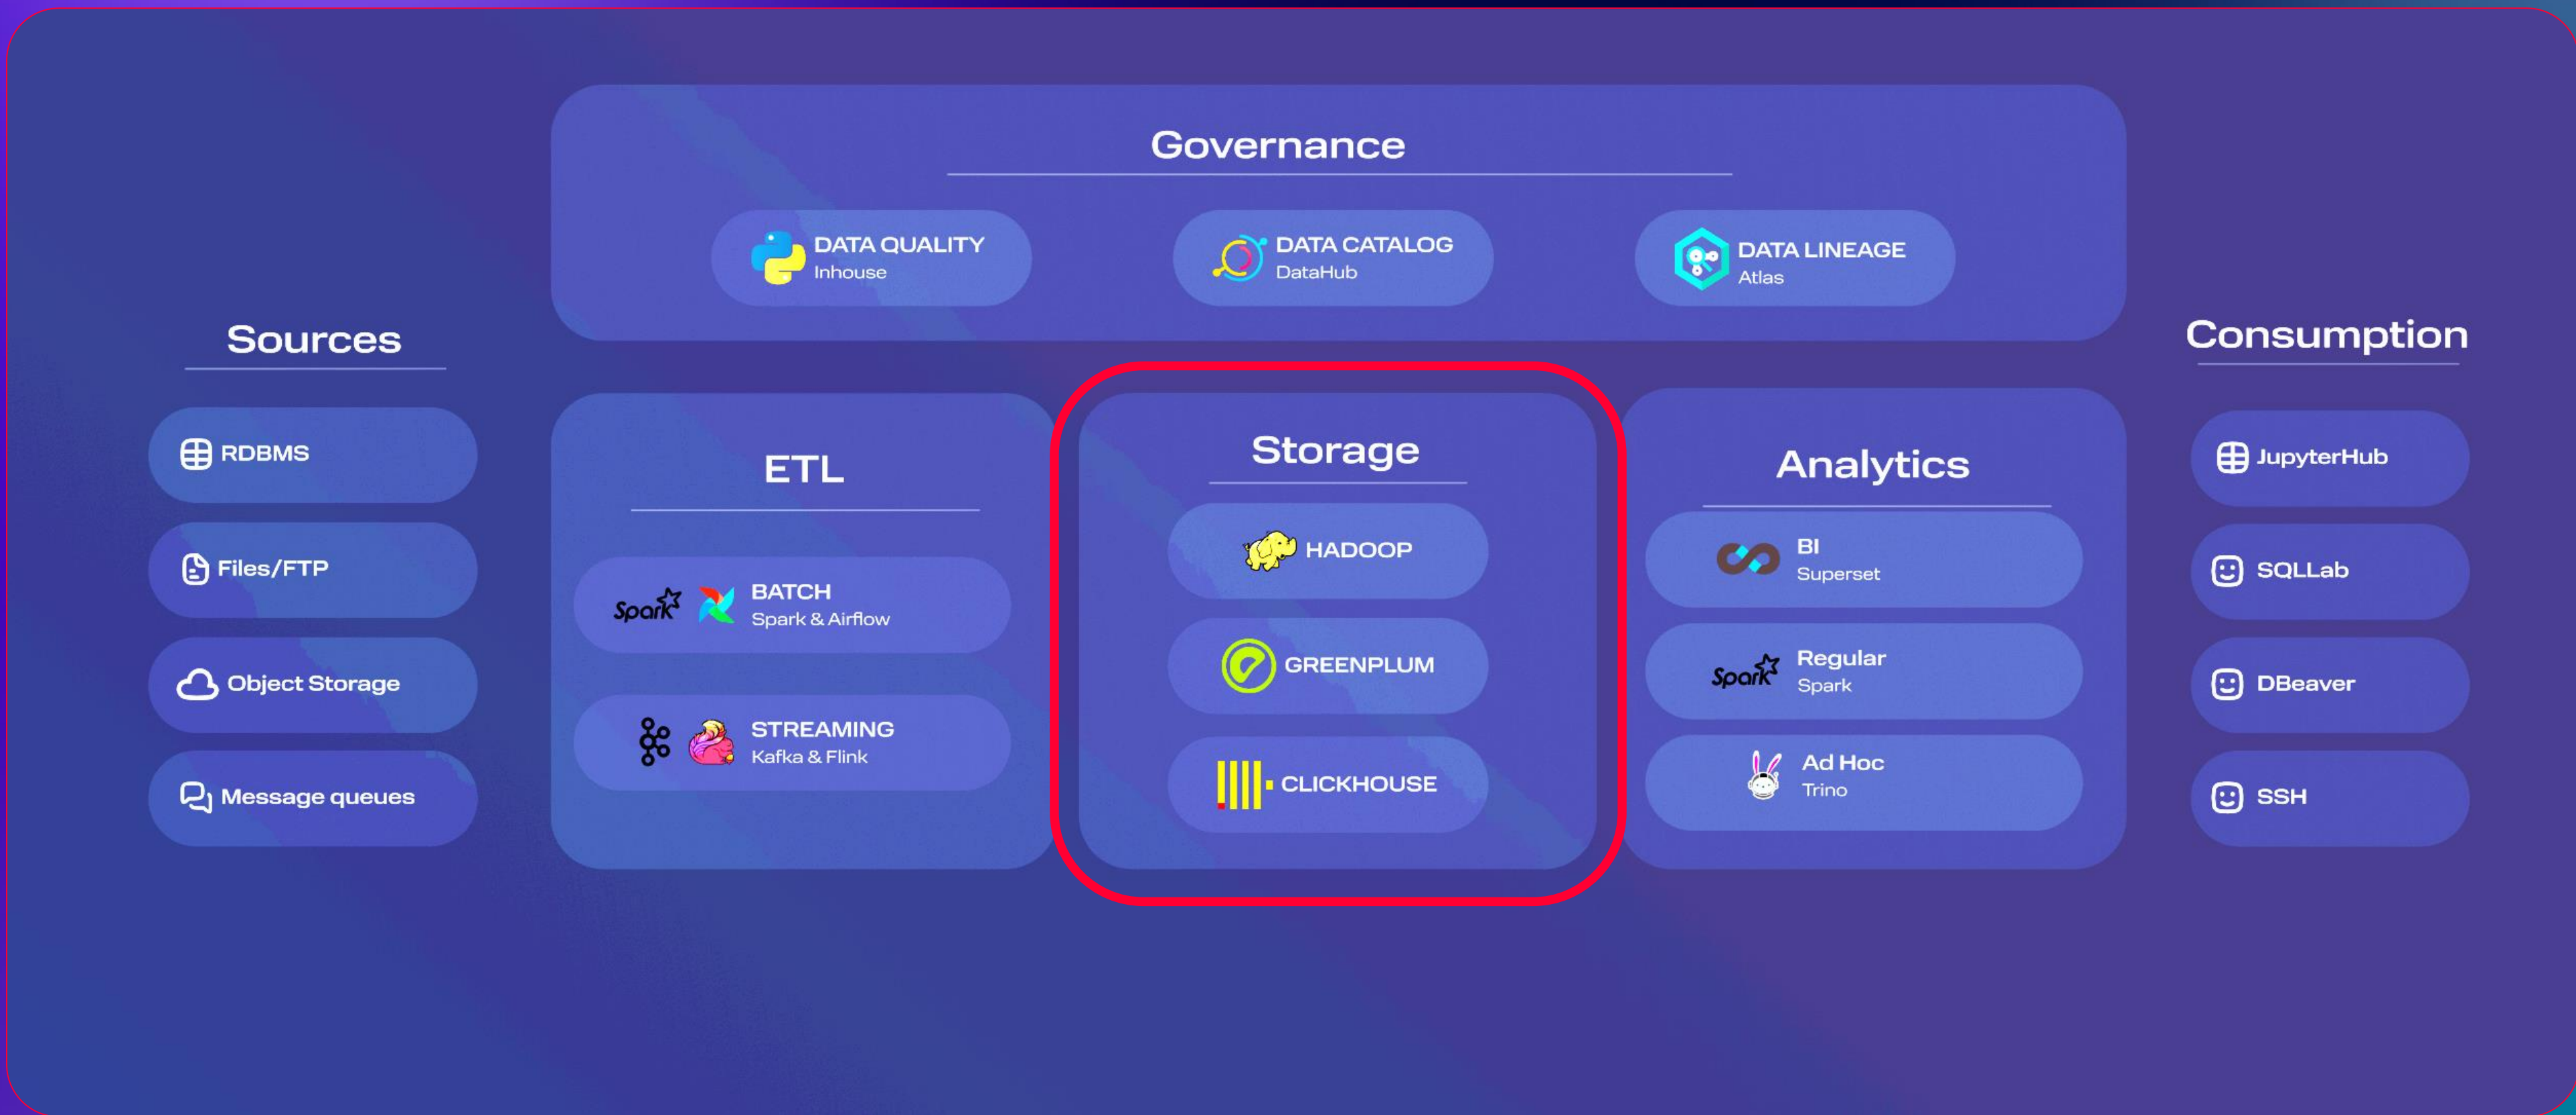 Governance
DATA QUALITY
Inhouse
DATA CATALOG
DataHub
DATA LINEAGE
Atlas
Sources
RDBMS
Files/FTP
Object Storage
Message queues
ETL
Spark
BATCH
Spark & Airflow
STREAMING
Kafka & Flink
Storage
HADOOP
GREENPLUM
CLICKHOUSE
Analytics
BI
Superset
Spark
Regular
Spark
Ad Hoc
Trino
Consumption
JupyterHub
SQLLab
DBeaver
SSH